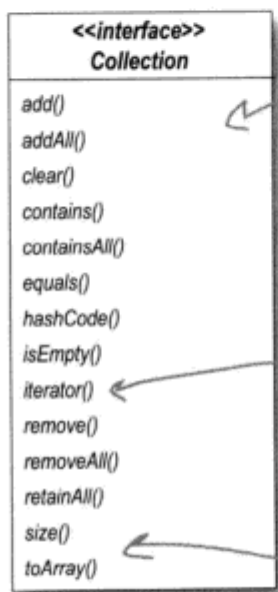 <<interface>>
Collection
add()
addAll()
clear()
contains()
containsAll()
equals()
hashCode()
isEmpty()
iterator()
remove()
removeAll()
retainAll()
size()
toArray()